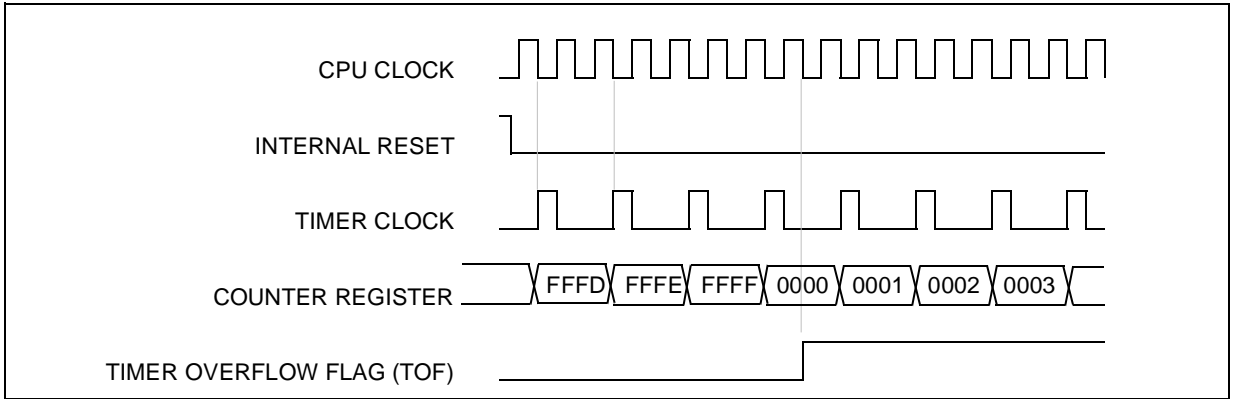 CPU CLOCK
INTERNAL RESET
TIMER CLOCK
COUNTER REGISTER FFFD FFFE FFFF 0000 0001 0002 0003
TIMER OVERFLOW FLAG (TOF)